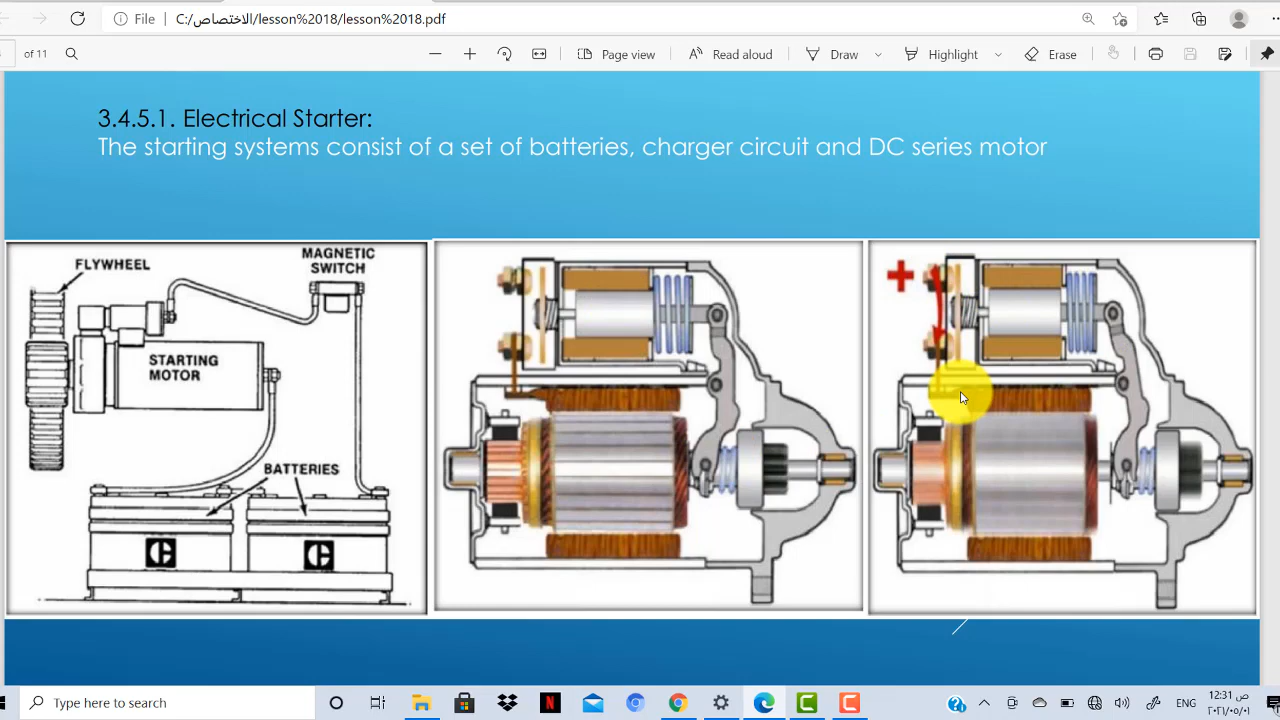 File
C:/الاختصاص/lesson%2018/lesson%2018.pdf
of 11
Page view
Read aloud
Draw
Highlight
Erase
3.4.5.1. Electrical Starter:
The starting systems consist of a set of batteries, charger circuit and DC series motor
FLYWHEEL
MAGNETIC
SWITCH
STARTING
MOTOR
BATTERIES
+
Type here to search
ENG
12:31 ص